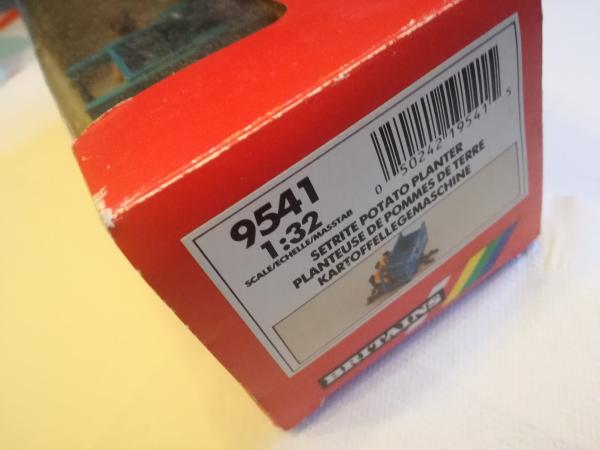 9541
1:32
SCALE/ECHELLE/MASSTAB
0 50242 19541 5
SETRITE POTATO PLANTER
PLANTEUSE DE POMMES DE TERRE
KARTOFFELLEGEMASCHINE
BRITAINS